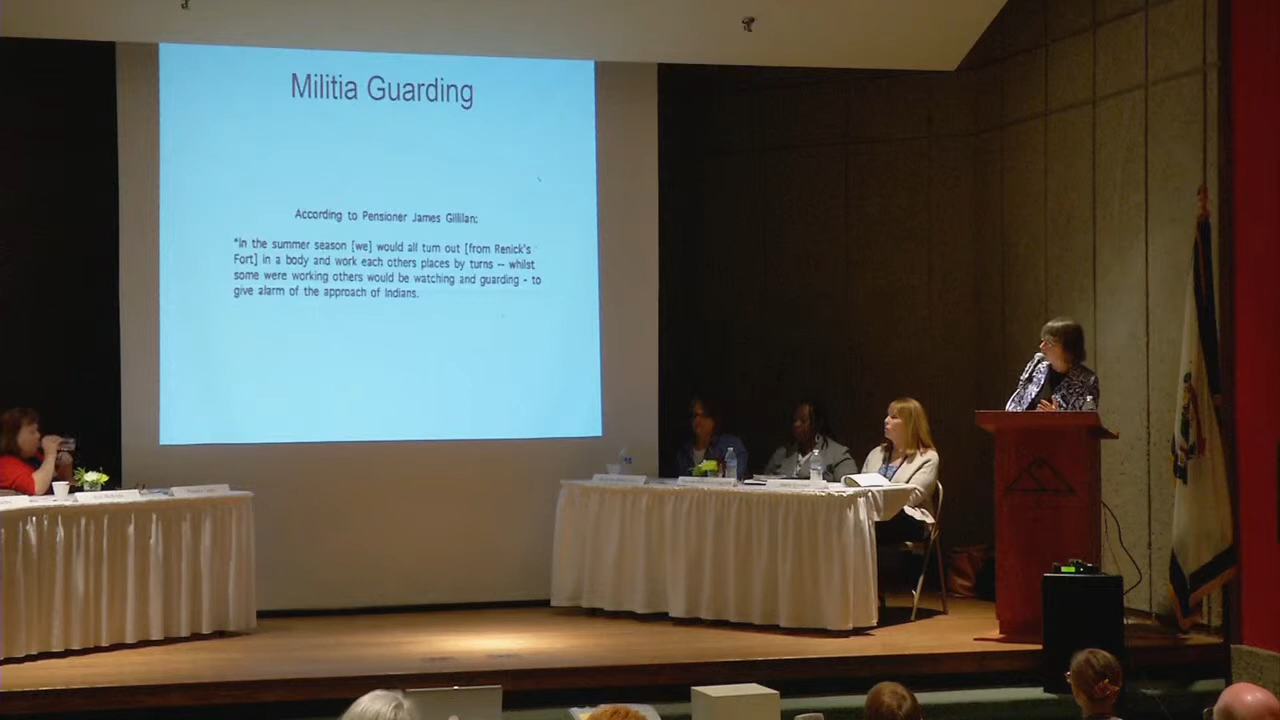 Militia Guarding
According to Pensioner James Gillilan:
"In the summer season [we] would all turn out [from Renick's
Fort] in a body and work each others places by turns -- whilst
some were working others would be watching and guarding - to
give alarm of the approach of Indians.